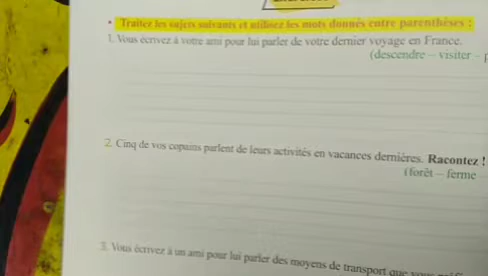 • Traiter les sujets suivants et utilisez les mots donnés entre parenthèses :
1. Vous écrivez à votre ami pour lui parler de votre dernier voyage en France.
(descendre – visiter –
2. Cinq de vos copains parlent de leurs activités en vacances dernières. Racontez !
(forêt – ferme –
3. Vous écrivez à un ami pour lui parler des moyens de transport que